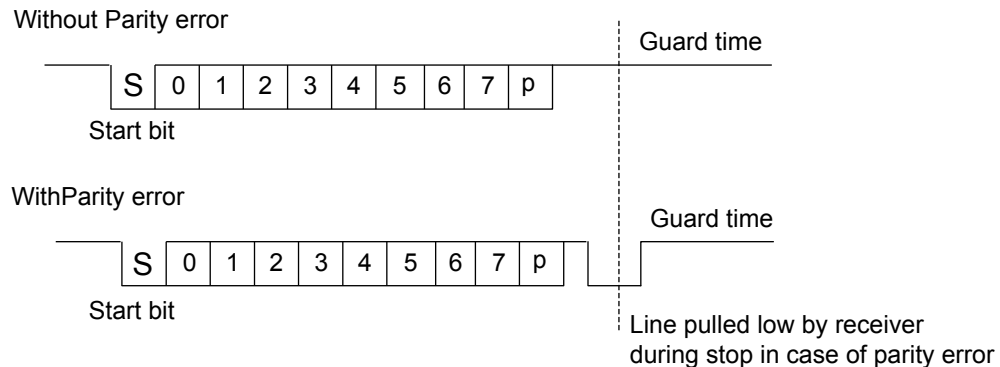 Without Parity error
Guard time
S 0 1 2 3 4 5 6 7 p
Start bit
WithParity error
Guard time
S 0 1 2 3 4 5 6 7 p
Start bit
Line pulled low by receiver
during stop in case of parity error